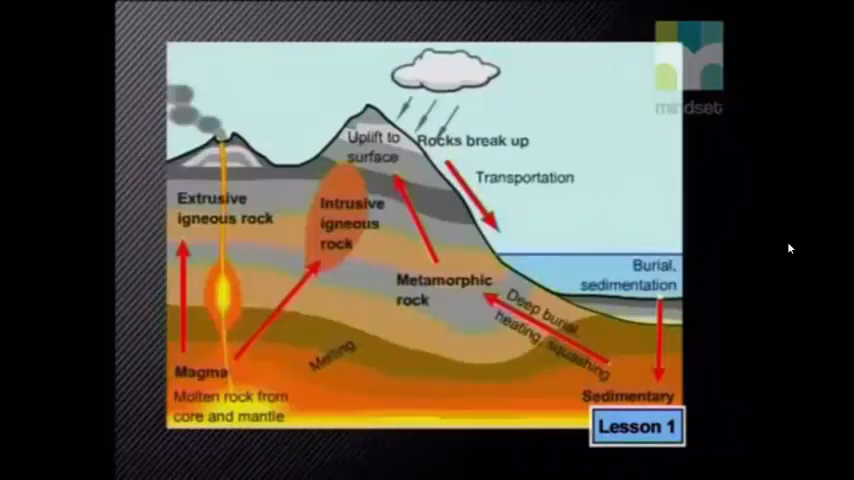 mindset
Uplift to
surface
Rocks break up
Transportation
Extrusive
igneous rock
Intrusive
igneous
rock
Burial,
sedimentation
Metamorphic
rock
Deep burial,
heating, squashing
Melting
Magma
Molten rock from
core and mantle
Sedimentary
Lesson 1